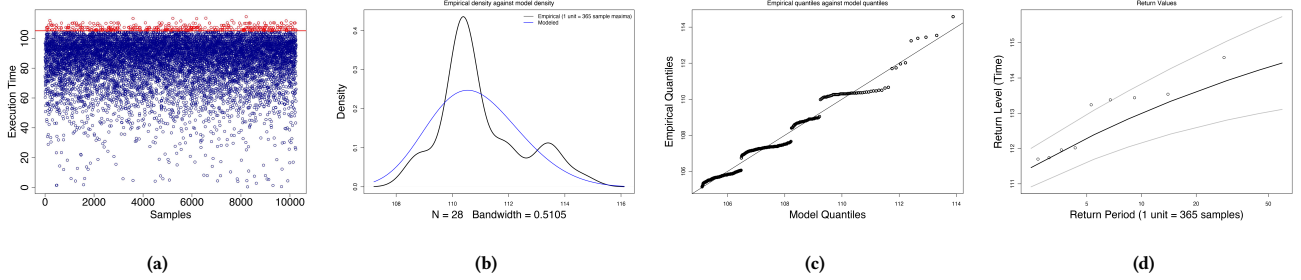 Execution Time
0 20 40 60 80 100
0 2000 4000 6000 8000 10000
Samples
(a)
Empirical density against model density
Empirical (1 unit = 365 sample maxima)
Modeled
Density
0.0 0.1 0.2 0.3 0.4
108 110 112 114 116
N = 28 Bandwidth = 0.5105
(b)
Empirical quantiles against model quantiles
Empirical Quantiles
106 108 110 112 114
106 108 110 112 114
Model Quantiles
(c)
Return Values
Return Level (Time)
111 112 113 114 115
5 10 20 50
Return Period (1 unit = 365 samples)
(d)